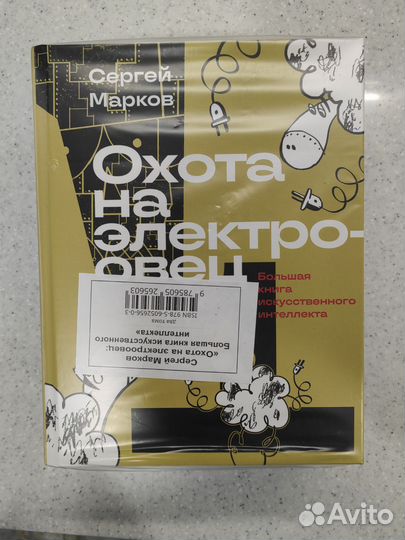 Сергей
Марков
Охота
на
электро-
овец
Большая
книга
искусственного
интеллекта
Сергей Марков
«Охота на электроовец:
Большая книга искусственного
интеллекта»
два тома
ISBN 978-5-6052656-0-3
9 785605 265603
Avito